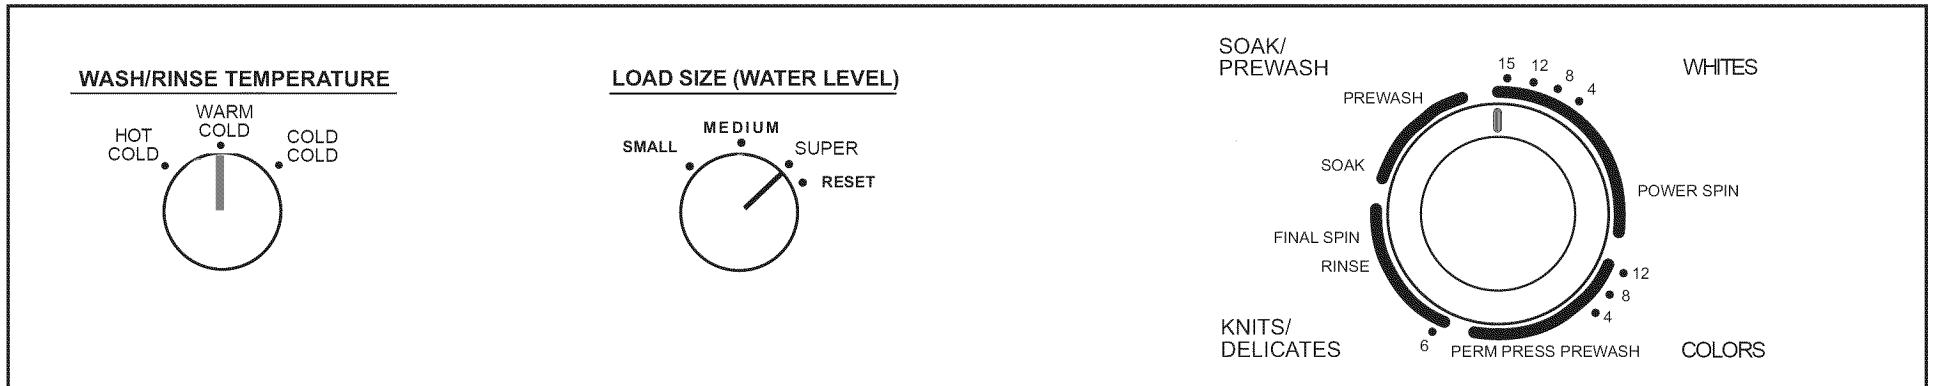 WASH/RINSE TEMPERATURE
WARM
COLD
HOT
COLD
COLD
COLD
LOAD SIZE (WATER LEVEL)
SMALL
MEDIUM
SUPER
RESET
SOAK/
PREWASH
WHITES
15
12
8
4
PREWASH
SOAK
POWER SPIN
FINAL SPIN
RINSE
12
8
4
KNITS/
DELICATES
6
PERM PRESS PREWASH
COLORS